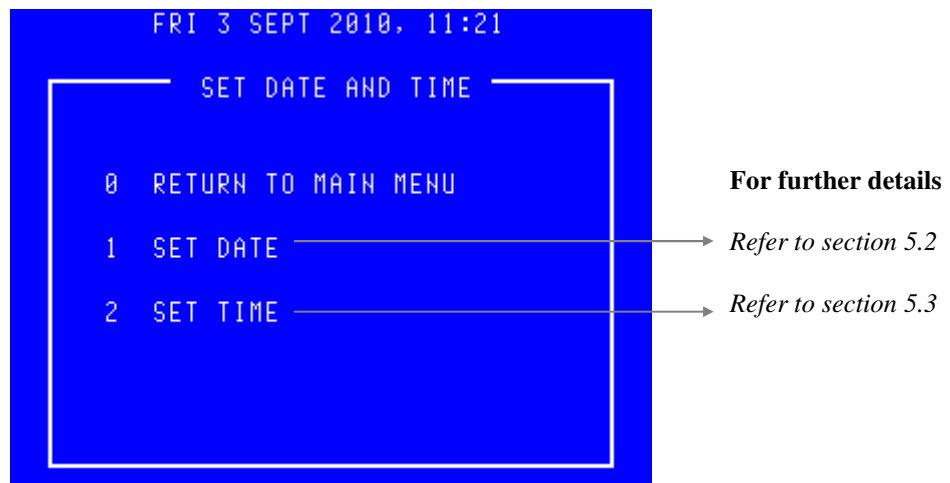 FRI 3 SEPT 2010, 11:21
SET DATE AND TIME
0 RETURN TO MAIN MENU
For further details
1 SET DATE
Refer to section 5.2
2 SET TIME
Refer to section 5.3